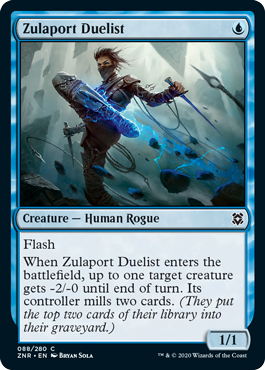 Zulaport Duelist
Creature — Human Rogue
Flash
When Zulaport Duelist enters the
battlefield, up to one target creature
gets -2/-0 until end of turn. Its
controller mills two cards. (They put
the top two cards of their library into
their graveyard.)
1/1
088/280 C
ZNR • EN Bryan Sola
™ & © 2020 Wizards of the Coast